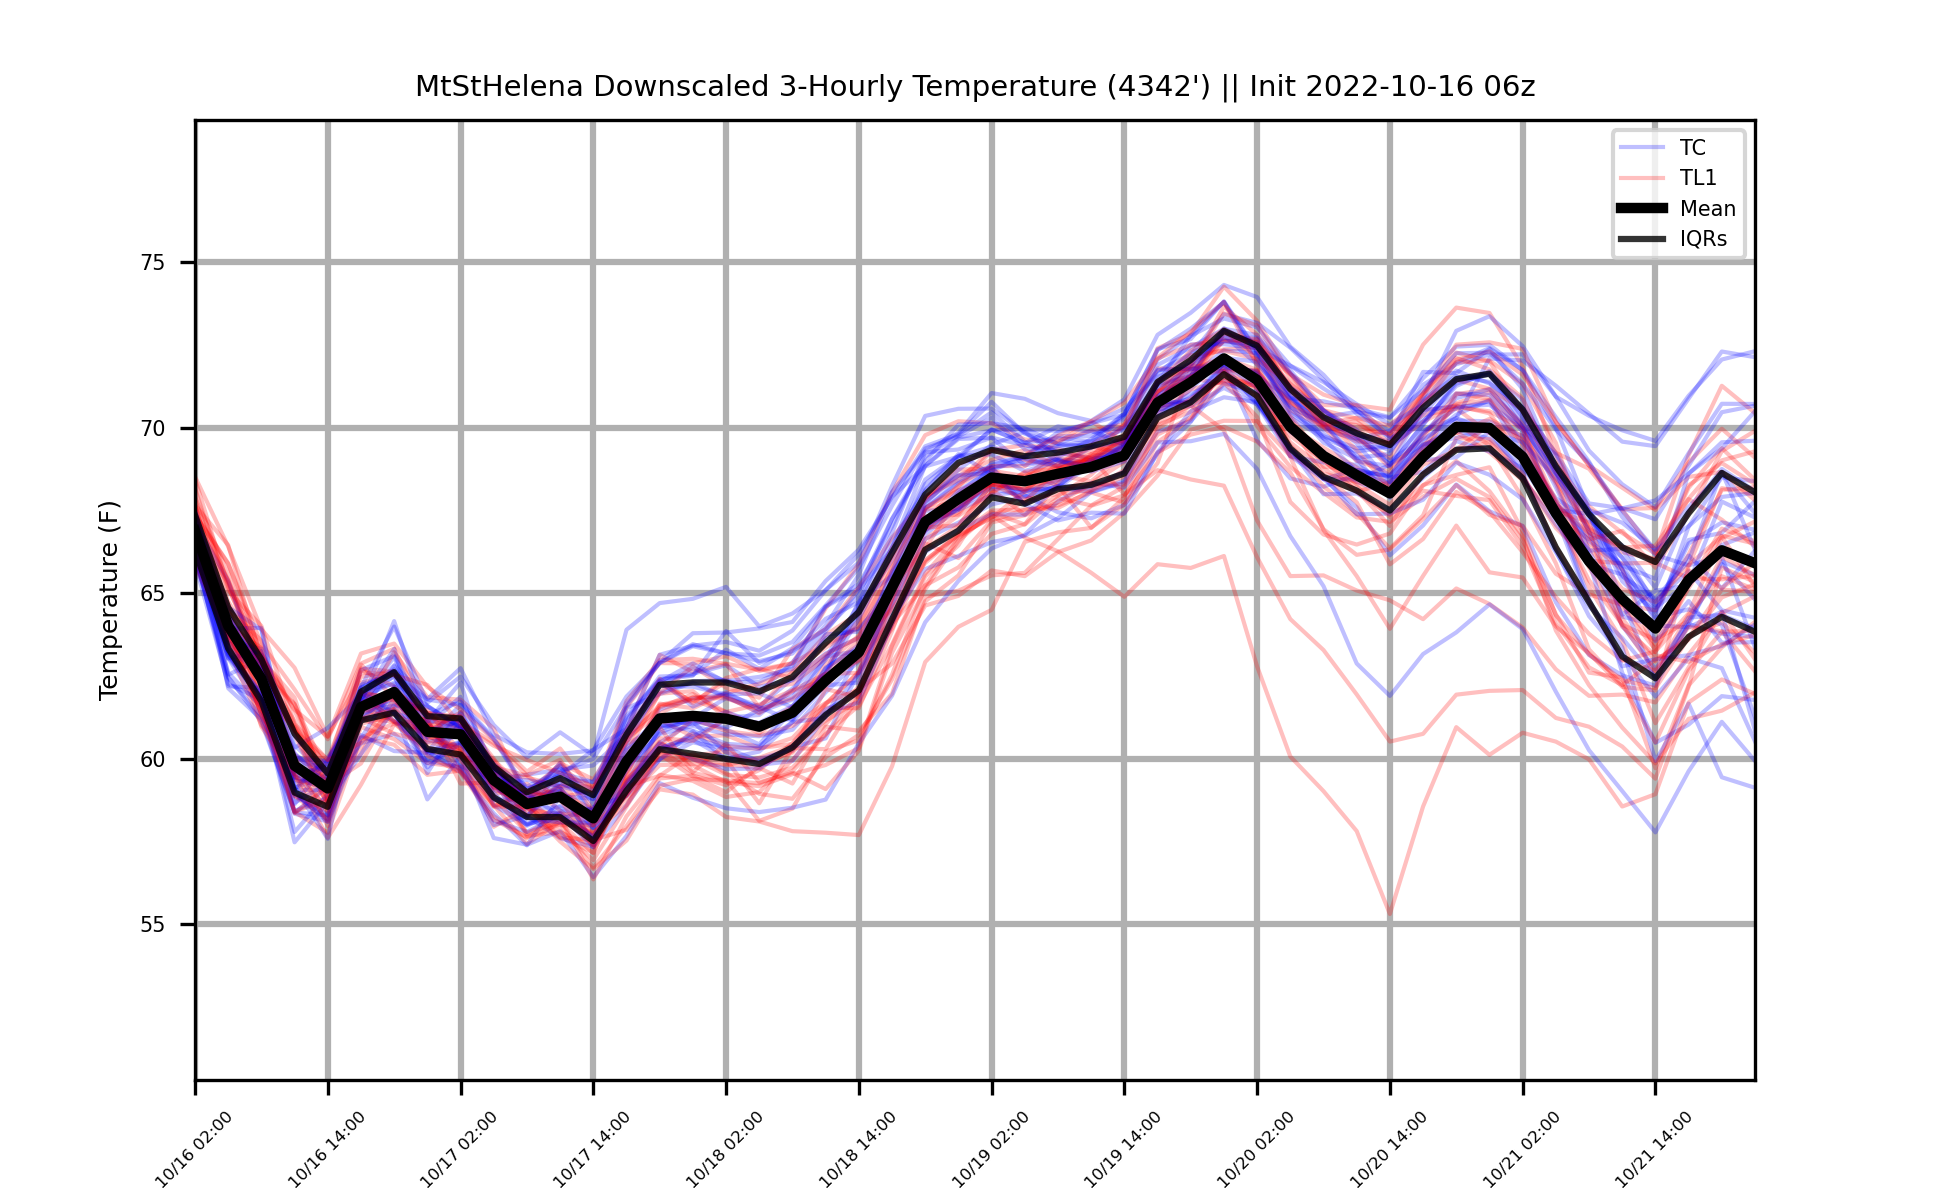 MtStHelena Downscaled 3-Hourly Temperature (4342') || Init 2022-10-16 06z
TC
TL1
Mean
IQRs
Temperature (F)
75
70
65
60
55
10/16 02:00
10/16 14:00
10/17 02:00
10/17 14:00
10/18 02:00
10/18 14:00
10/19 02:00
10/19 14:00
10/20 02:00
10/20 14:00
10/21 02:00
10/21 14:00